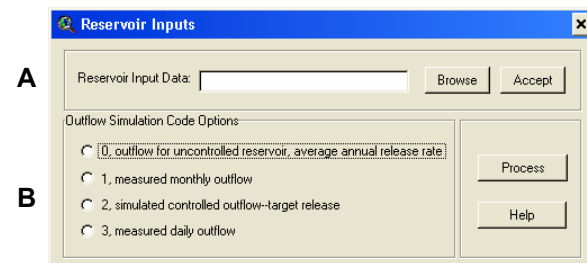 Reservoir Inputs
A
Reservoir Input Data:
Browse
Accept
Outflow Simulation Code Options
0, outflow for uncontrolled reservoir, average annual release rate
1, measured monthly outflow
B
2, simulated controlled outflow--target release
3, measured daily outflow
Process
Help